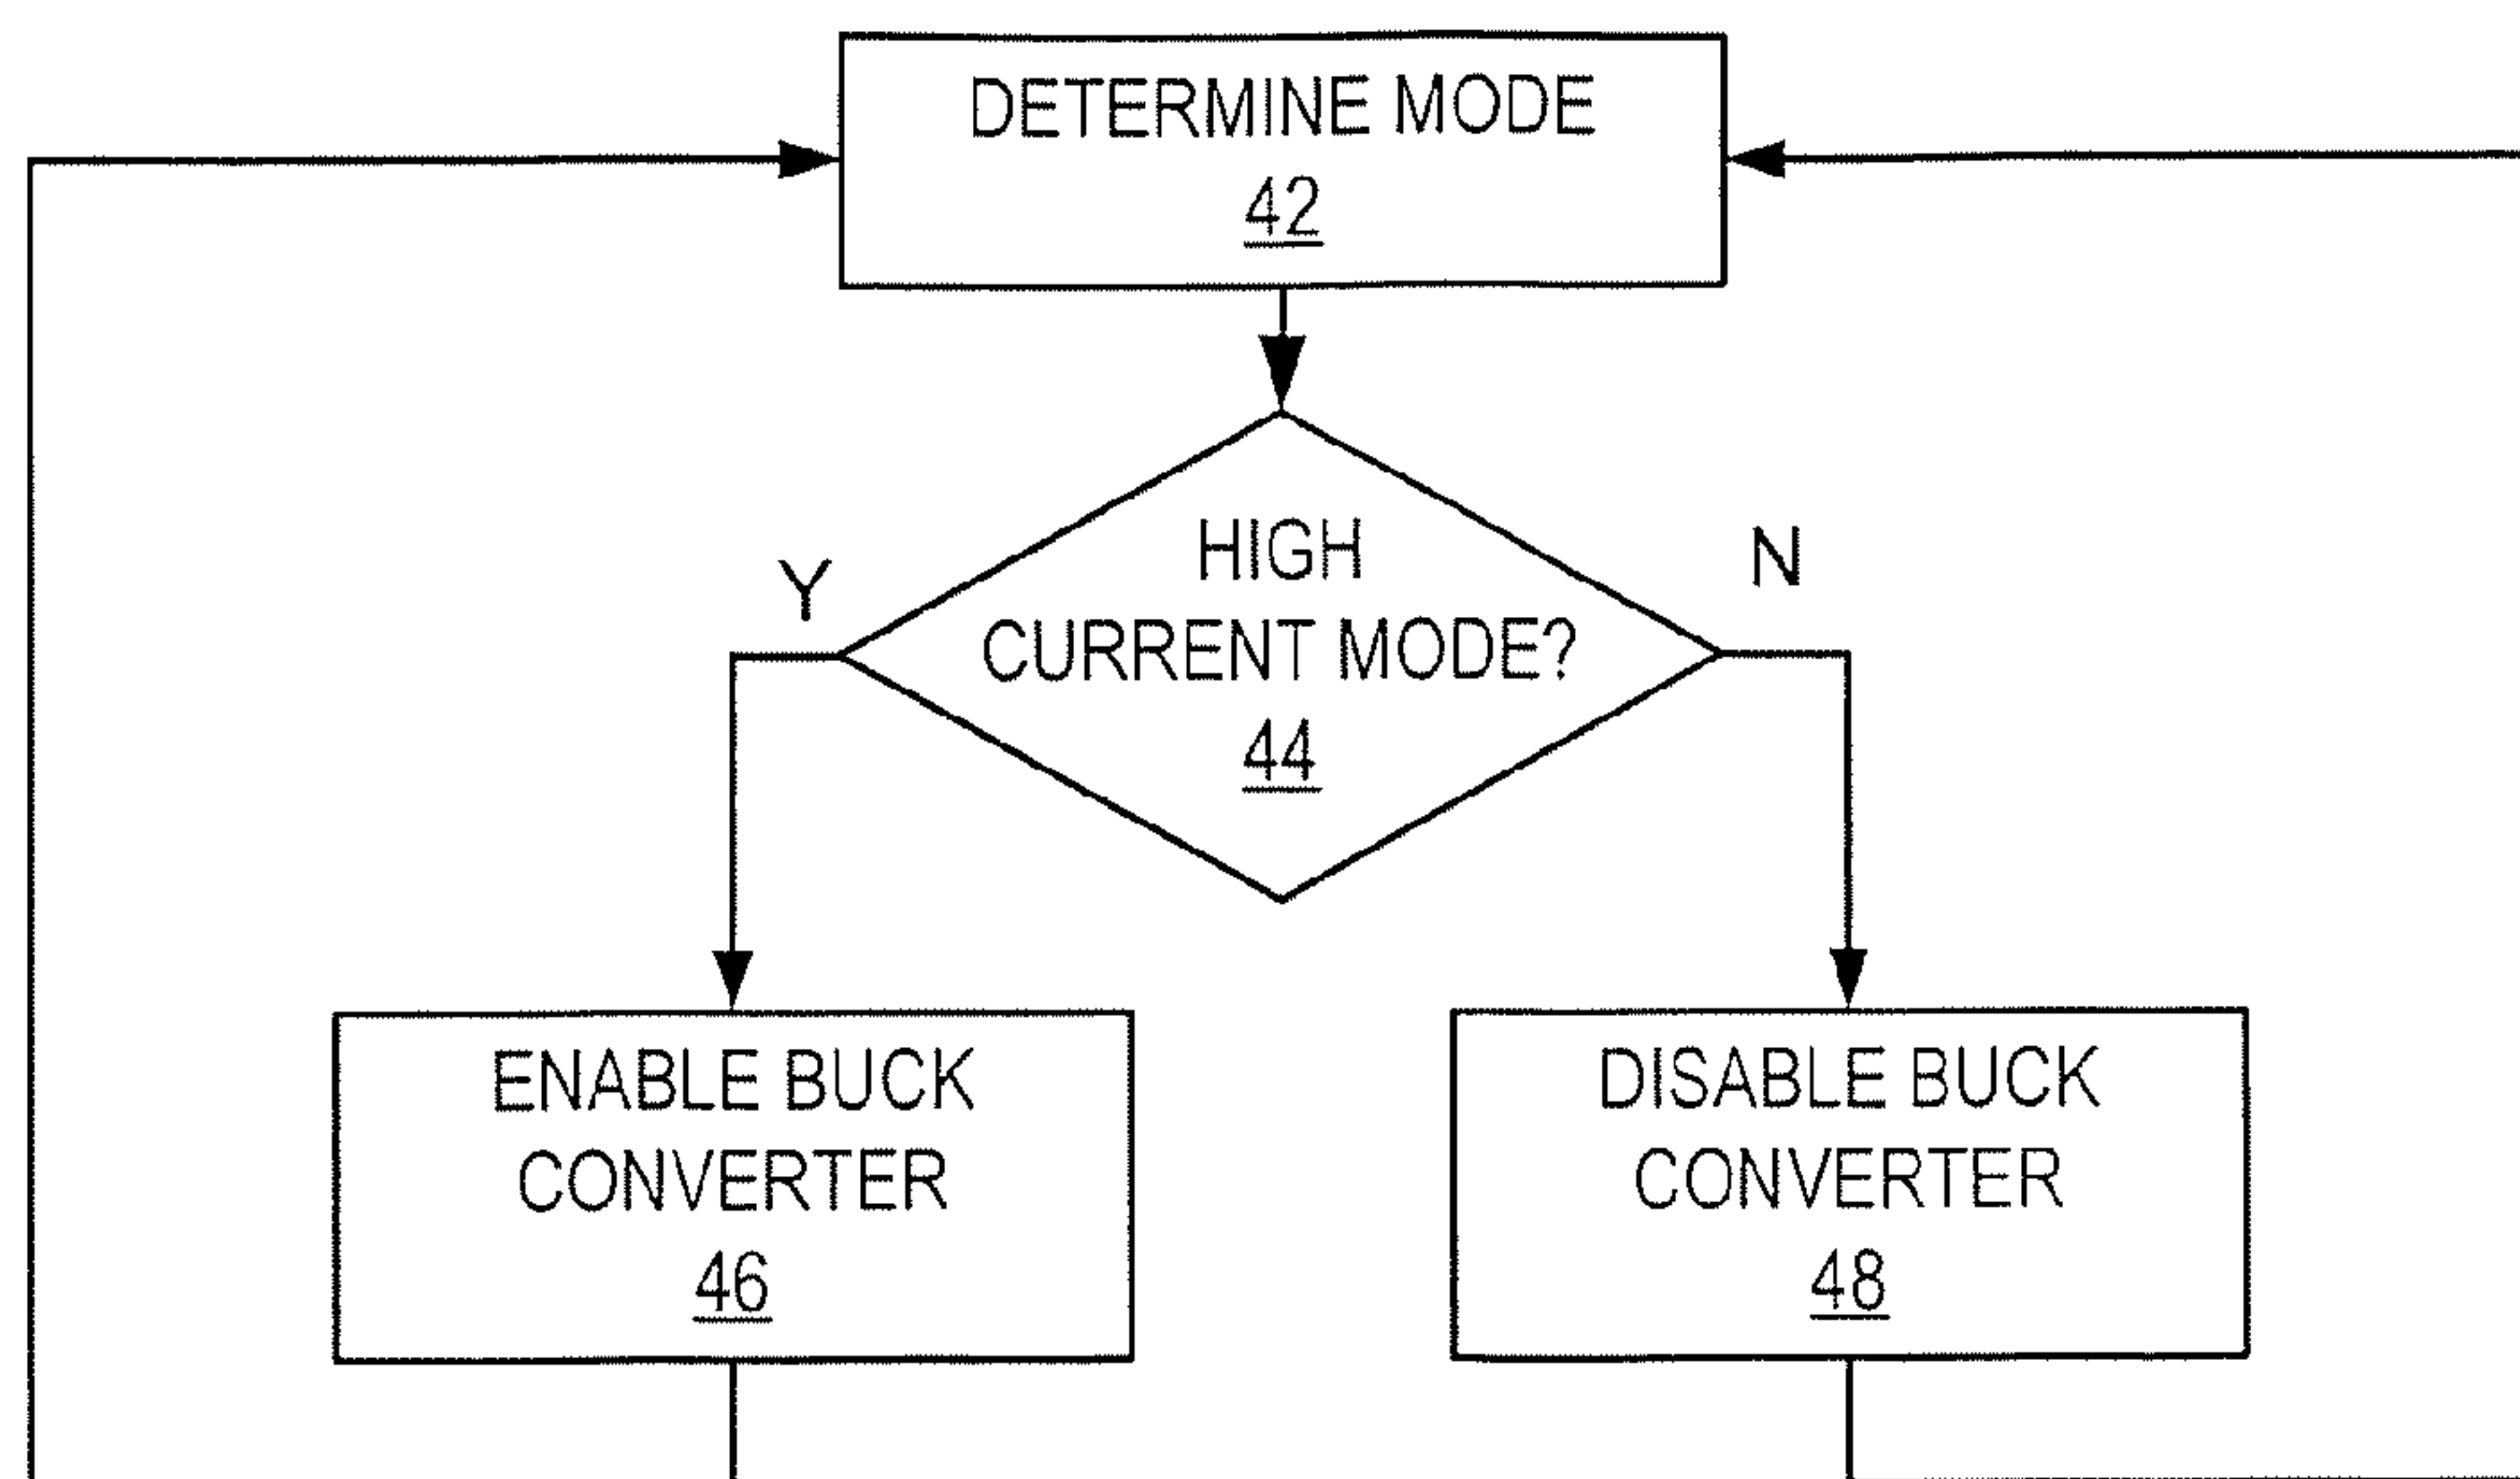 DETERMINE MODE
42
HIGH
CURRENT MODE?
44
Y
N
ENABLE BUCK
CONVERTER
46
DISABLE BUCK
CONVERTER
48